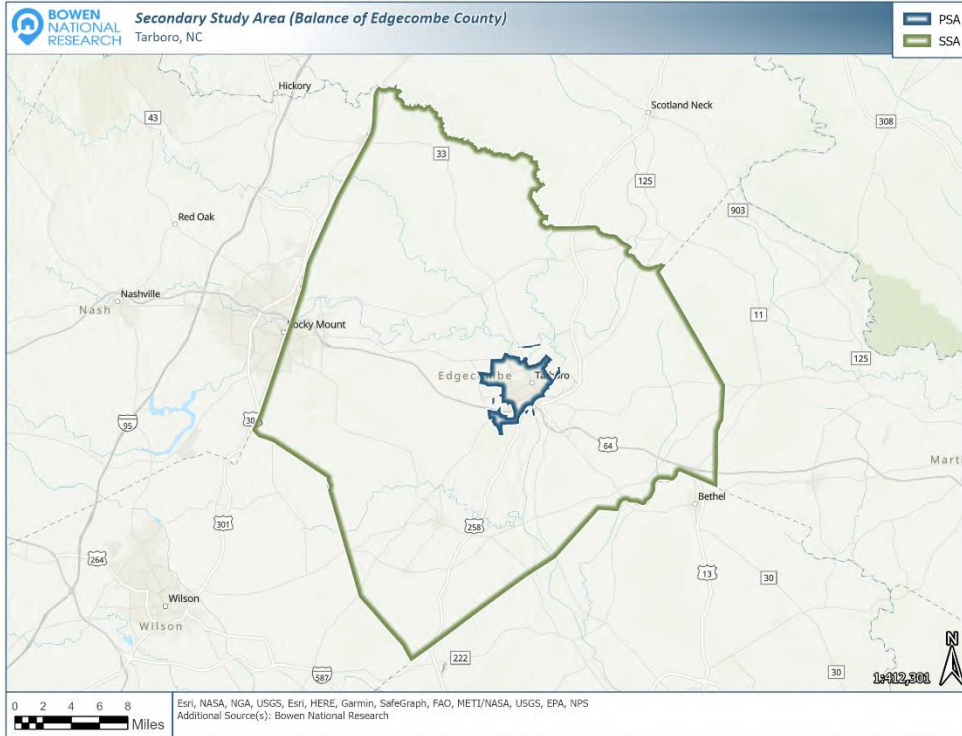 BOWEN
NATIONAL
RESEARCH
Secondary Study Area (Balance of Edgecombe County)
Tarboro, NC
PSA
SSA
Hickory
43
33
Scotland Neck
308
125
903
Red Oak
Nashville
Nash
Rocky Mount
11
125
Edgecombe
Tarboro
95
30
64
Marti
Bethel
301
258
264
13
30
Wilson
Wilson
222
587
30
N
1:412,301
0 2 4 6 8
Miles
Esri, NASA, NGA, USGS, Esri, HERE, Garmin, SafeGraph, FAO, METI/NASA, USGS, EPA, NPS
Additional Source(s): Bowen National Research